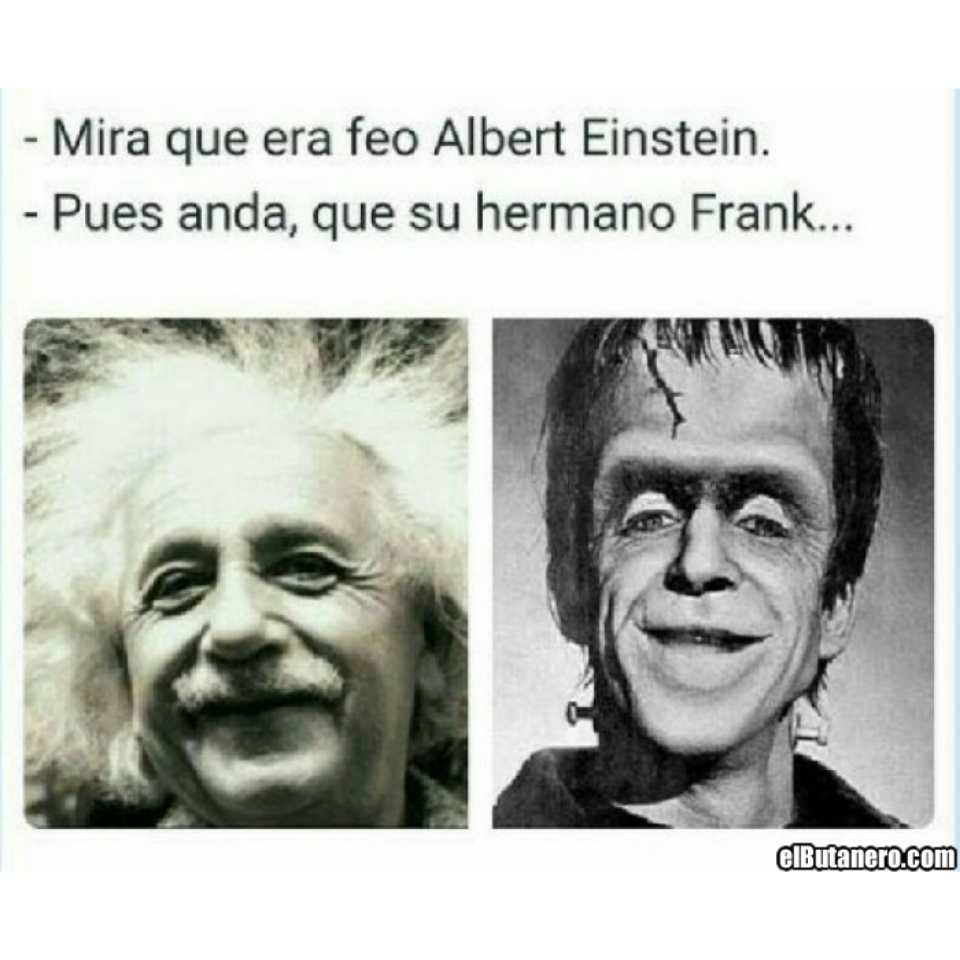 - Mira que era feo Albert Einstein.
- Pues anda, que su hermano Frank...
elButanero.com